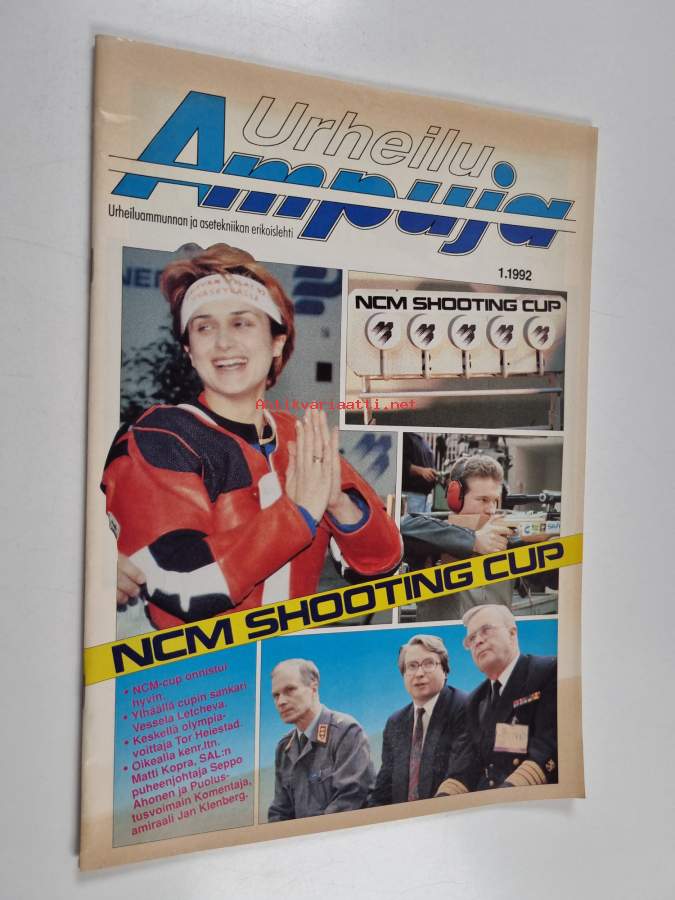 Urheilu
Ampuja
Urheiluammunnan ja asetekniikan erikoislehti
1.1992
NCM SHOOTING CUP
Antikvariaatti.net
NCM SHOOTING CUP
• NCM-cup onnistui
hyvin.
• Ylhäällä cupin sankari
Vessela Letcheva.
• Keskellä olympia-
voittaja Tor Heiestad.
• Oikealla kenr.ltn.
Matti Kopra, SAL:n
puheenjohtaja Seppo
Ahonen ja Puolus-
tusvoimain Komentaja,
amiraali Jan Klenberg.